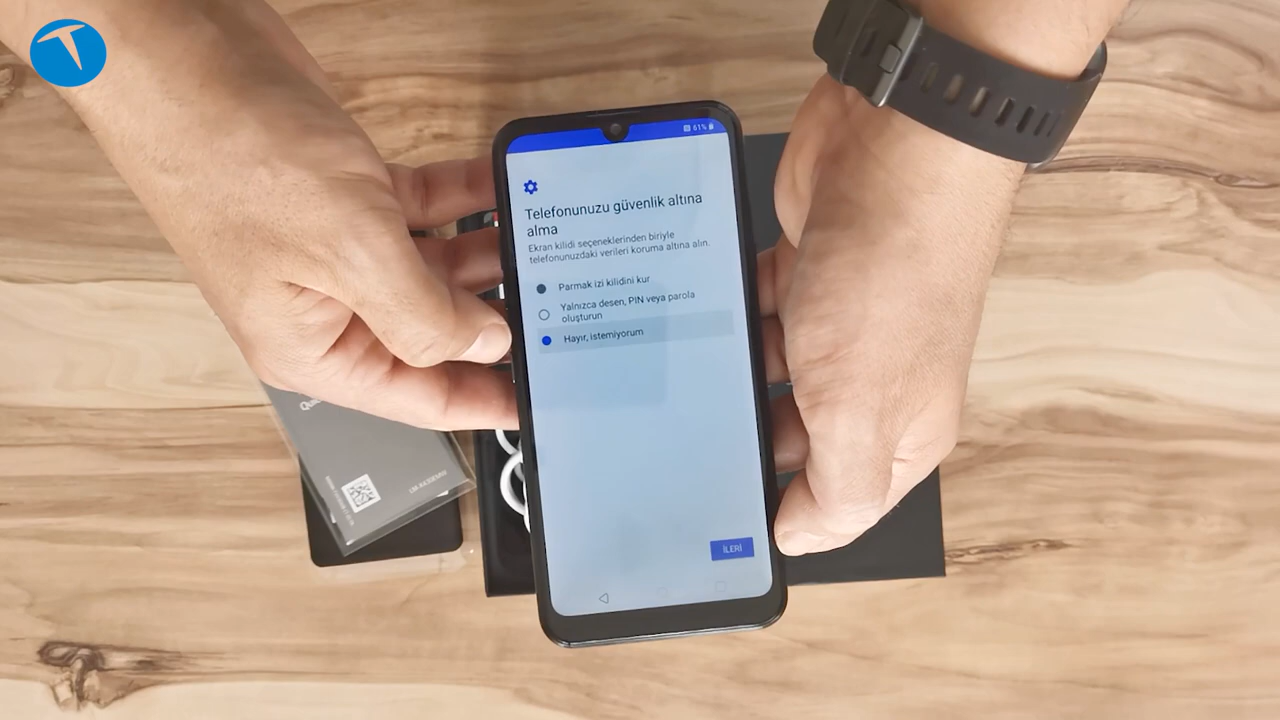 61%
Telefonunuzu güvenlik altına
alma
Ekran kilidi seçeneklerinden biriyle
telefonunuzdaki verileri koruma altına alın.
Parmak izi kilidini kur
Yalnızca desen, PIN veya parola
oluşturun
Hayır, istemiyorum
İLERİ